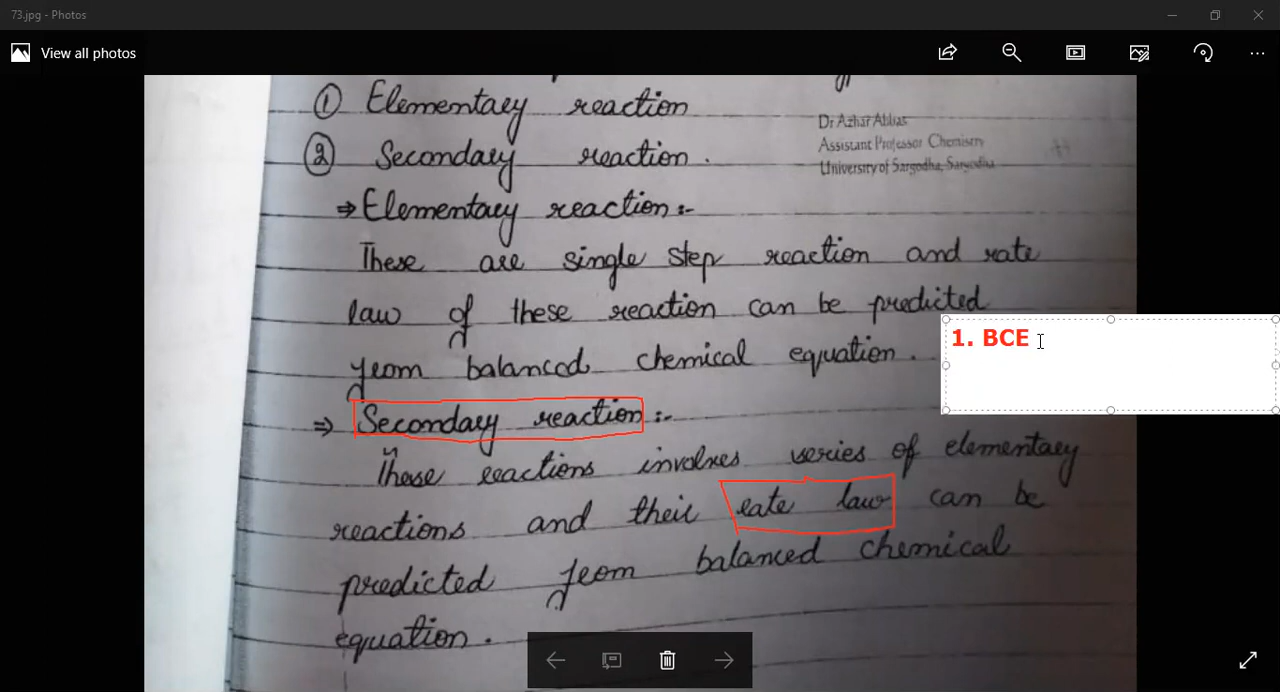 73.jpg - Photos
View all photos
① Elementary reaction
② Secondary reaction.
Dr Azhar Abbas
Assistant Professor Chemistry
University of Sargodha, Sargodha
⇒ Elementary reaction:-
These are single step reaction and rate
law of these reaction can be predicted
from balanced chemical equation.
1. BCE
⇒ Secondary reaction:-
These reactions involves series of elementary
reactions and their rate law can be
predicted from balanced chemical
equation.